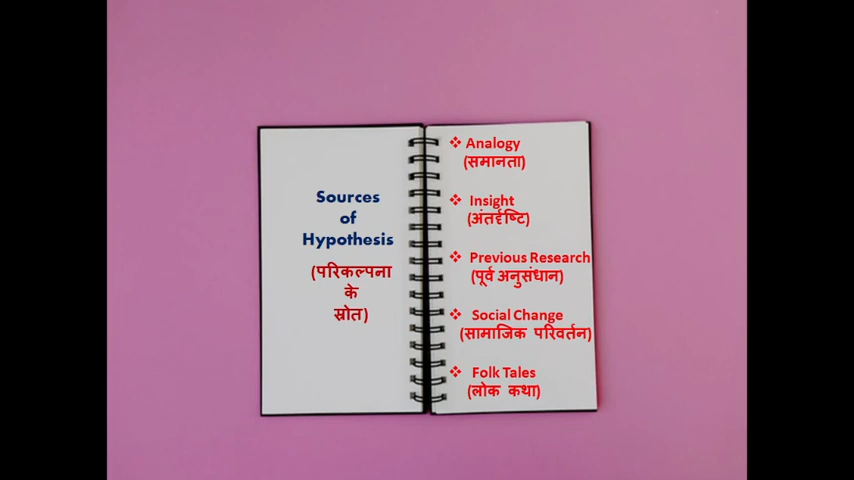 Sources
of
Hypothesis
(परिकल्पना
के
स्रोत)
❖ Analogy
(समानता)
❖ Insight
(अंतर्दृष्टि)
❖ Previous Research
(पूर्व अनुसंधान)
❖ Social Change
(सामाजिक परिवर्तन)
❖ Folk Tales
(लोक कथा)